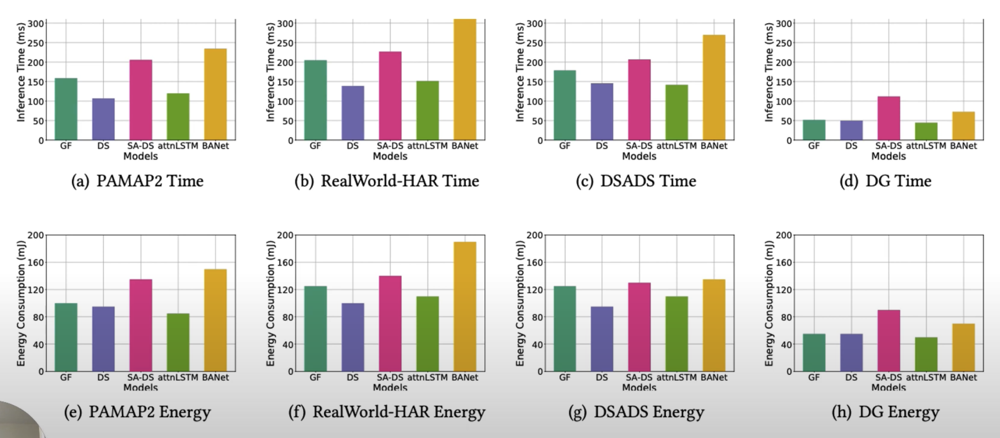 Inference Time (ms)
300
250
200
150
100
50
0
GF DS SA-DS attnLSTM BANet
Models
(a) PAMAP2 Time
Inference Time (ms)
300
250
200
150
100
50
0
GF DS SA-DS attnLSTM BANet
Models
(b) RealWorld-HAR Time
Inference Time (ms)
300
250
200
150
100
50
0
GF DS SA-DS attnLSTM BANet
Models
(c) DSADS Time
Inference Time (ms)
300
250
200
150
100
50
0
GF DS SA-DS attnLSTM BANet
Models
(d) DG Time
Energy Consumption (mJ)
200
160
120
80
40
0
GF DS SA-DS attnLSTM BANet
Models
(e) PAMAP2 Energy
Energy Consumption (mJ)
200
160
120
80
40
0
GF DS SA-DS attnLSTM BANet
Models
(f) RealWorld-HAR Energy
Energy Consumption (mJ)
200
160
120
80
40
0
GF DS SA-DS attnLSTM BANet
Models
(g) DSADS Energy
Energy Consumption (mJ)
200
160
120
80
40
0
GF DS SA-DS attnLSTM BANet
Models
(h) DG Energy